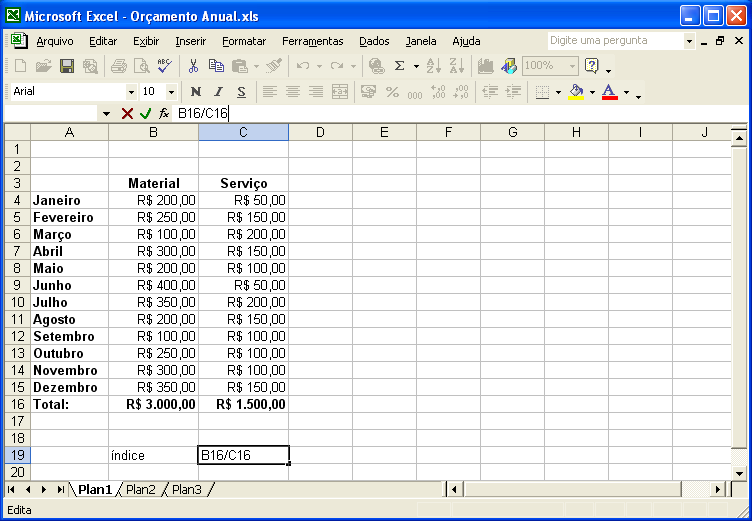 Microsoft Excel - Orçamento Anual.xls
Arquivo Editar Exibir Inserir Formatar Ferramentas Dados Janela Ajuda Digite uma pergunta
Σ A Z Z A 100% ?
Arial 10 N I S % 000 A
fx B16/C16
A B C D E F G H I J
1
2
3 Material Serviço
4 Janeiro R$ 200,00 R$ 50,00
5 Fevereiro R$ 250,00 R$ 150,00
6 Março R$ 100,00 R$ 200,00
7 Abril R$ 300,00 R$ 150,00
8 Maio R$ 200,00 R$ 100,00
9 Junho R$ 400,00 R$ 50,00
10 Julho R$ 350,00 R$ 200,00
11 Agosto R$ 200,00 R$ 150,00
12 Setembro R$ 100,00 R$ 100,00
13 Outubro R$ 250,00 R$ 100,00
14 Novembro R$ 300,00 R$ 100,00
15 Dezembro R$ 350,00 R$ 150,00
16 Total: R$ 3.000,00 R$ 1.500,00
17
18
19 índice B16/C16
20
Plan1 Plan2 Plan3
Edita